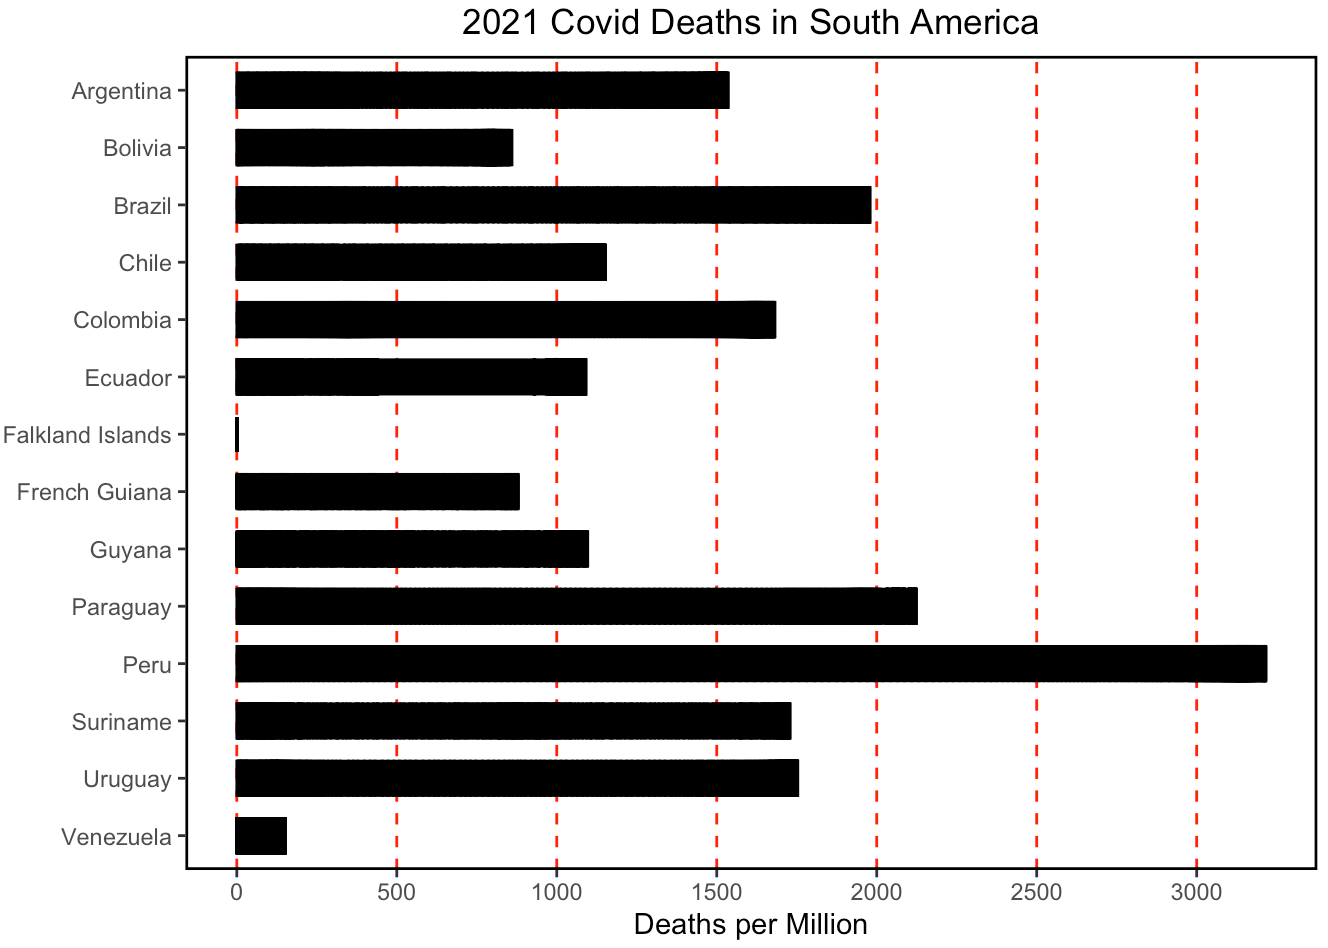 2021 Covid Deaths in South America
Argentina
Bolivia
Brazil
Chile
Colombia
Ecuador
Falkland Islands
French Guiana
Guyana
Paraguay
Peru
Suriname
Uruguay
Venezuela
0 500 1000 1500 2000 2500 3000
Deaths per Million